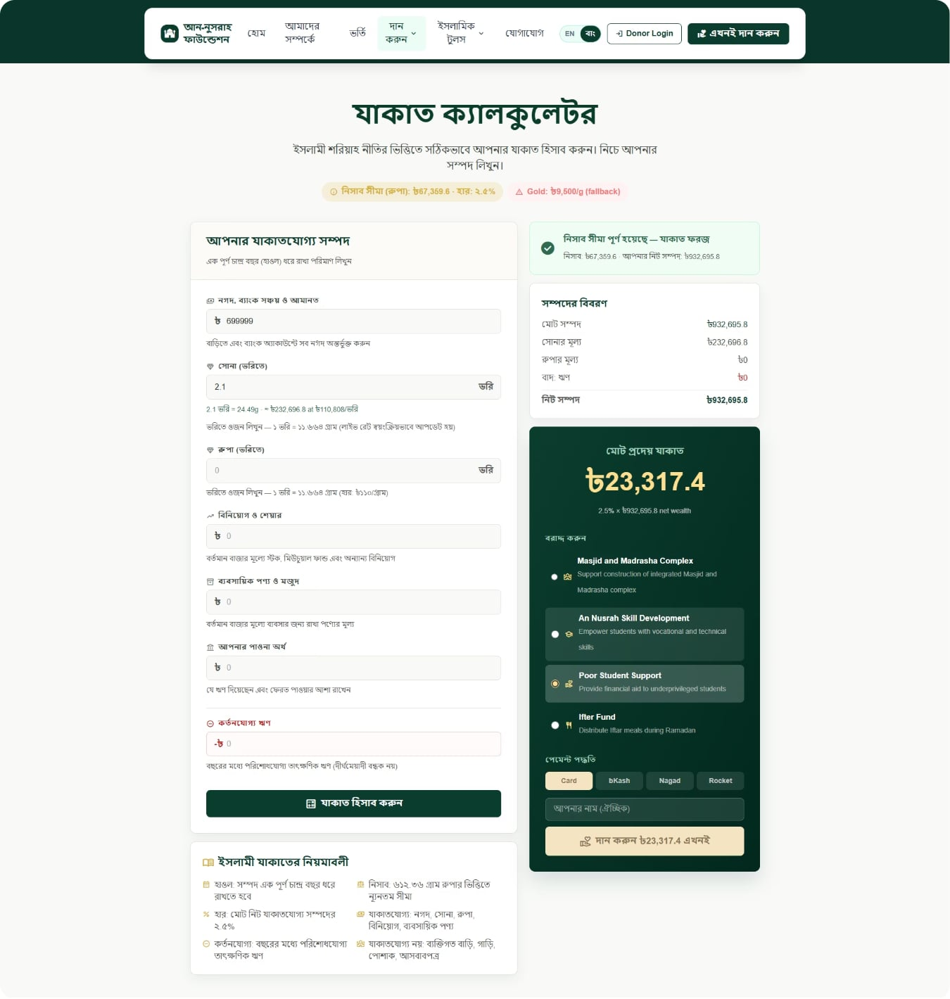 আন-নুসরাহ
ফাউন্ডেশন
হোম
আমাদের
সম্পর্কে
ভর্তি
দান
করুন
ইসলামিক
টুলস
যোগাযোগ
EN
বাং
Donor Login
এখনই দান করুন
যাকাত ক্যালকুলেটর
ইসলামী শরিয়াহ নীতির ভিত্তিতে সঠিকভাবে আপনার যাকাত হিসাব করুন। নিচে আপনার
সম্পদ লিখুন।
নিসাব সীমা (রুপা): ৳67,359.6 · হার: ২.৫%
Gold: ৳9,500/g (fallback)
আপনার যাকাতযোগ্য সম্পদ
এক পূর্ণ চান্দ্র বছর (হাওল) ধরে রাখা পরিমাণ লিখুন
নগদ, ব্যাংক সঞ্চয় ও আমানত
৳ 699999
বাড়িতে এবং ব্যাংক অ্যাকাউন্টে সব নগদ অন্তর্ভুক্ত করুন
সোনা (ভরিতে)
2.1 ভরি
2.1 ভরি = 24.49g · ≈ ৳232,696.8 at ৳110,808/ভরি
ভরিতে ওজন লিখুন — ১ ভরি = ১১.৬৬৪ গ্রাম (লাইভ রেট স্বয়ংক্রিয়ভাবে আপডেট হয়)
রুপা (ভরিতে)
0 ভরি
ভরিতে ওজন লিখুন — ১ ভরি = ১১.৬৬৪ গ্রাম (হার: ৳১১০/গ্রাম)
বিনিয়োগ ও শেয়ার
৳ 0
বর্তমান বাজার মূল্যে স্টক, মিউচুয়াল ফান্ড এবং অন্যান্য বিনিয়োগ
ব্যবসায়িক পণ্য ও মজুদ
৳ 0
বর্তমান বাজার মূল্যে ব্যবসার জন্য রাখা পণ্যের মূল্য
আপনার পাওনা অর্থ
৳ 0
যে ঋণ দিয়েছেন এবং ফেরত পাওয়ার আশা রাখেন
কর্তনযোগ্য ঋণ
-৳ 0
বছরের মধ্যে পরিশোধযোগ্য তাৎক্ষণিক ঋণ (দীর্ঘমেয়াদী বন্ধক নয়)
যাকাত হিসাব করুন
ইসলামী যাকাতের নিয়মাবলী
হাওল: সম্পদ এক পূর্ণ চান্দ্র বছর ধরে
রাখতে হবে
নিসাব: ৬১২.৩৬ গ্রাম রুপার ভিত্তিতে
ন্যূনতম সীমা
হার: মোট নিট যাকাতযোগ্য সম্পদের
২.৫%
যাকাতযোগ্য: নগদ, সোনা, রুপা,
বিনিয়োগ, ব্যবসায়িক পণ্য
কর্তনযোগ্য: বছরের মধ্যে পরিশোধযোগ্য
তাৎক্ষণিক ঋণ
যাকাতযোগ্য নয়: ব্যক্তিগত বাড়ি, গাড়ি,
পোশাক, আসবাবপত্র
নিসাব সীমা পূর্ণ হয়েছে — যাকাত ফরজ
নিসাব: ৳67,359.6 · আপনার নিট সম্পদ: ৳932,695.8
সম্পদের বিবরণ
মোট সম্পদ ৳932,695.8
সোনার মূল্য ৳232,696.8
রুপার মূল্য ৳0
বাদ: ঋণ ৳0
নিট সম্পদ ৳932,695.8
মোট প্রদেয় যাকাত
৳23,317.4
2.5% × ৳932,695.8 net wealth
বরাদ্দ করুন
Masjid and Madrasha Complex
Support construction of integrated Masjid and
Madrasha complex
An Nusrah Skill Development
Empower students with vocational and technical
skills
Poor Student Support
Provide financial aid to underprivileged students
Ifter Fund
Distribute Iftar meals during Ramadan
পেমেন্ট পদ্ধতি
Card
bKash
Nagad
Rocket
আপনার নাম (ঐচ্ছিক)
দান করুন ৳23,317.4 এখনই